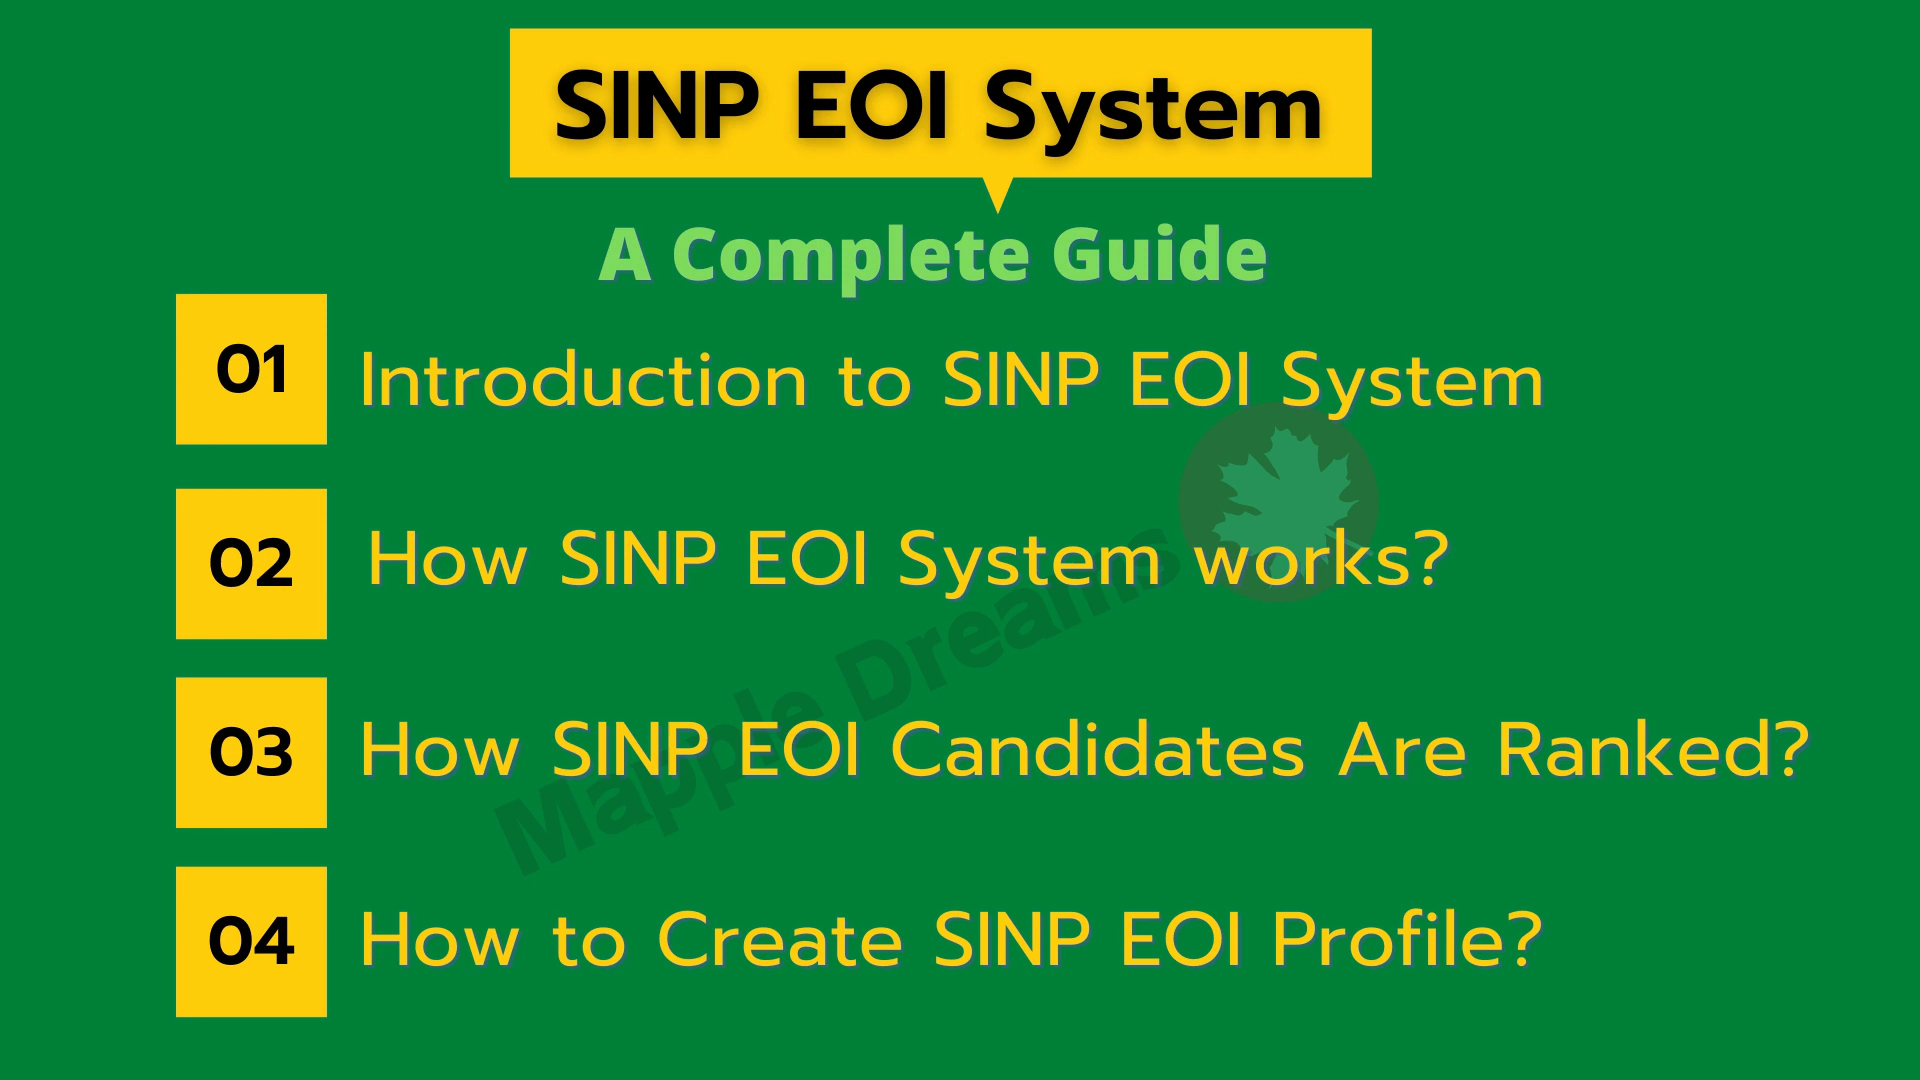 SINP EOI System
A Complete Guide
01 Introduction to SINP EOI System
02 How SINP EOI System works?
03 How SINP EOI Candidates Are Ranked?
04 How to Create SINP EOI Profile?
Mapple Dreams